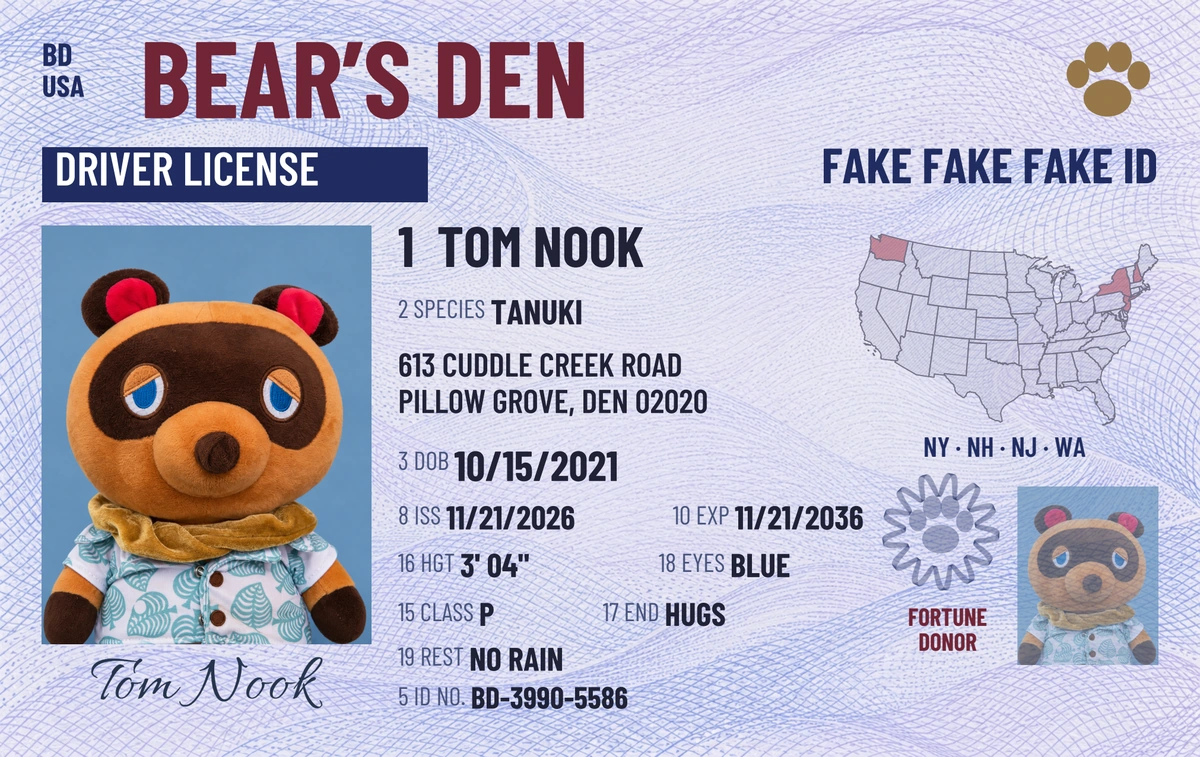 BD
USA
BEAR'S DEN
DRIVER LICENSE
FAKE FAKE FAKE ID
1 TOM NOOK
2 SPECIES TANUKI
613 CUDDLE CREEK ROAD
PILLOW GROVE, DEN 02020
NY · NH · NJ · WA
3 DOB 10/15/2021
8 ISS 11/21/2026 10 EXP 11/21/2036
16 HGT 3' 04" 18 EYES BLUE
15 CLASS P 17 END HUGS
FORTUNE
DONOR
19 REST NO RAIN
5 ID NO. BD-3990-5586
Tom Nook